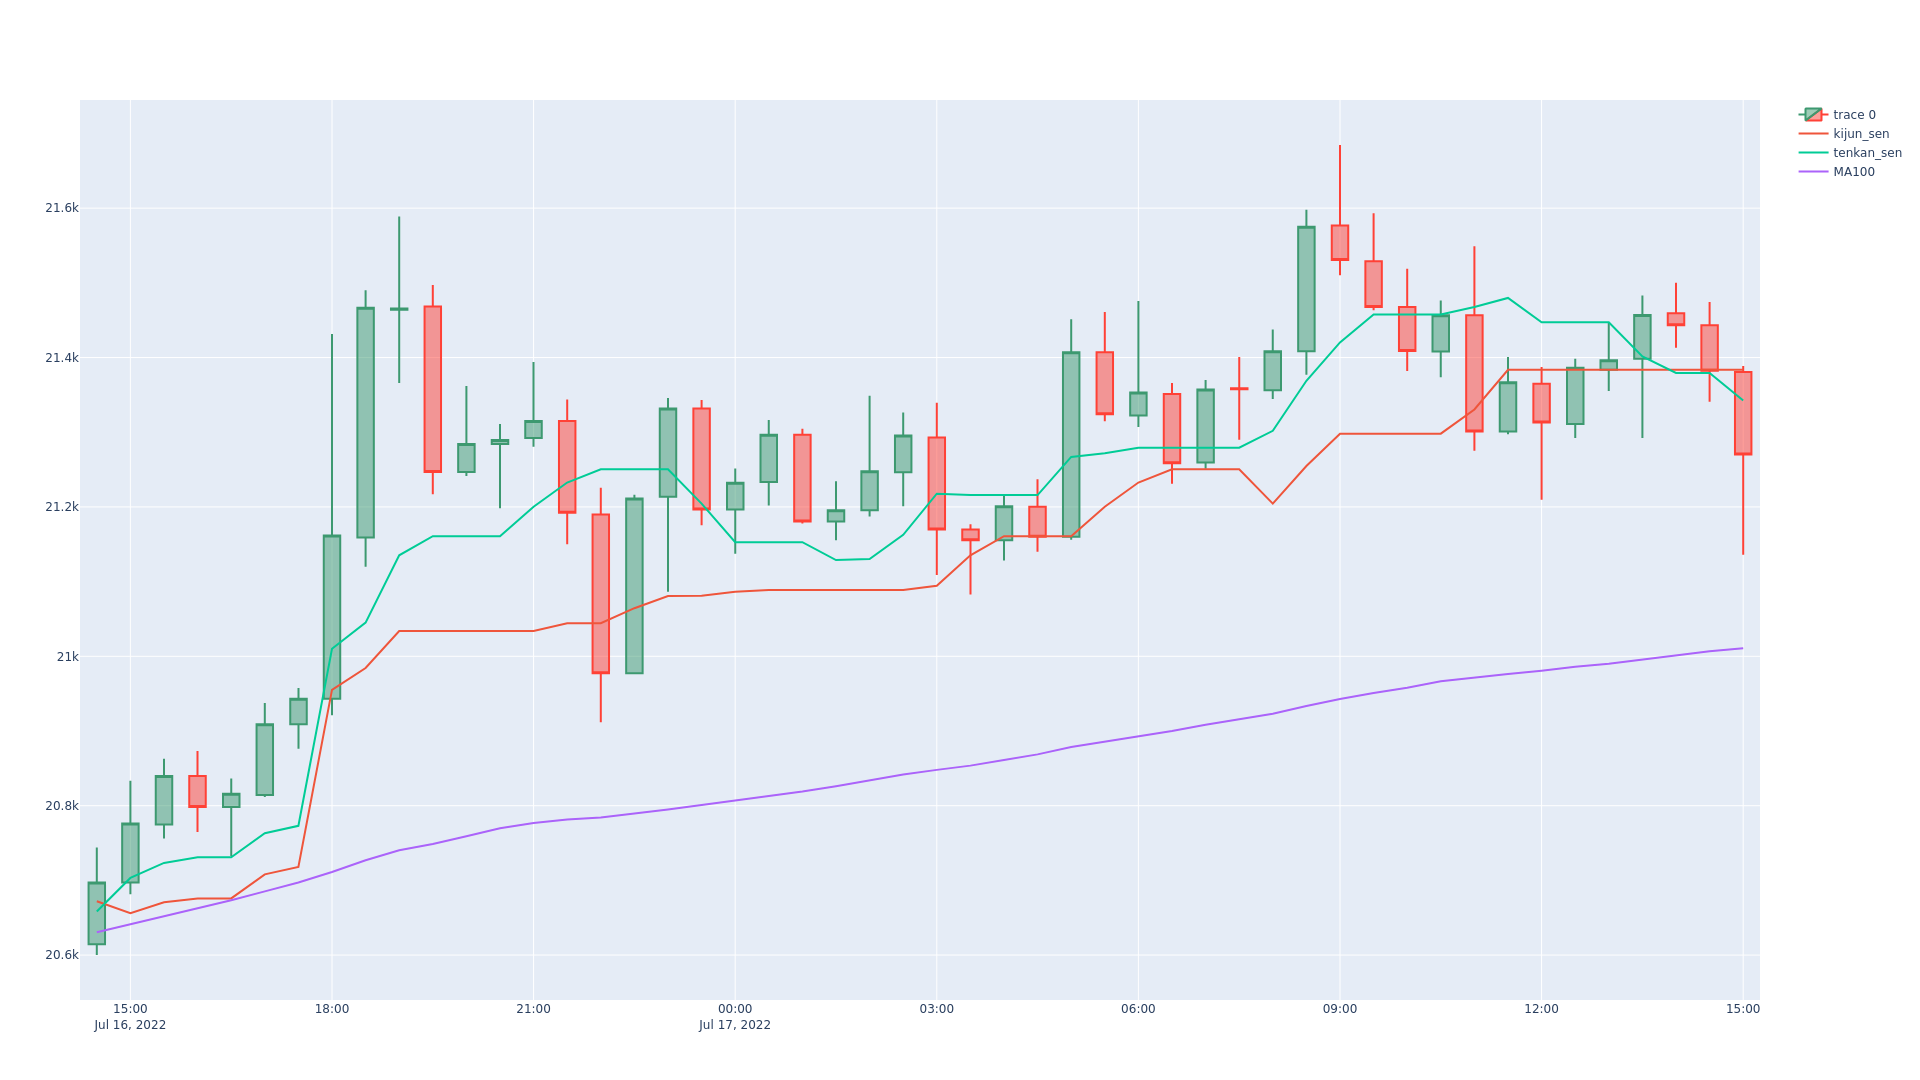 trace 0
kijun_sen
tenkan_sen
MA100
21.6k
21.4k
21.2k
21k
20.8k
20.6k
15:00 18:00 21:00 00:00 03:00 06:00 09:00 12:00 15:00
Jul 16, 2022 Jul 17, 2022